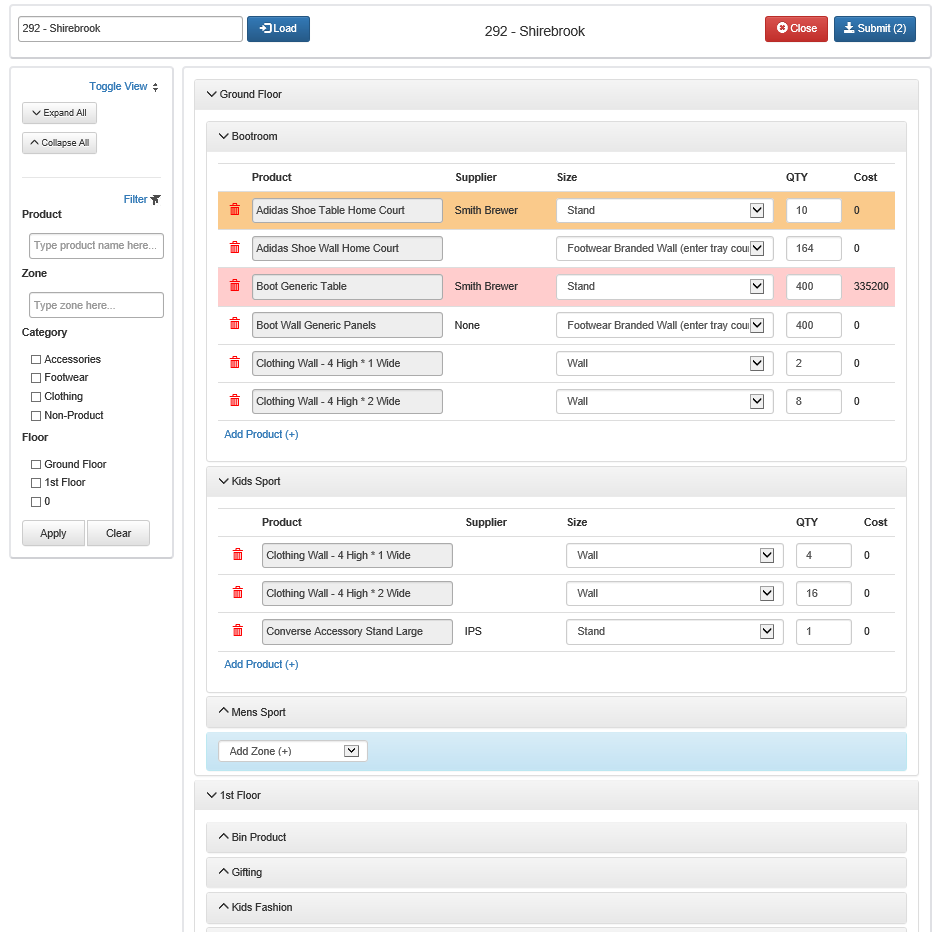 292 - Shirebrook
Load
292 - Shirebrook
Close
Submit (2)
Toggle View
Expand All
Collapse All
Filter
Product
Type product name here...
Zone
Type zone here...
Category
Accessories
Footwear
Clothing
Non-Product
Floor
Ground Floor
1st Floor
0
Apply Clear
Ground Floor
Bootroom
Product Supplier Size QTY Cost
Adidas Shoe Table Home Court Smith Brewer Stand 10 0
Adidas Shoe Wall Home Court Footwear Branded Wall (enter tray cou 164 0
Boot Generic Table Smith Brewer Stand 400 335200
Boot Wall Generic Panels None Footwear Branded Wall (enter tray cou 400 0
Clothing Wall - 4 High * 1 Wide Wall 2 0
Clothing Wall - 4 High * 2 Wide Wall 8 0
Add Product (+)
Kids Sport
Product Supplier Size QTY Cost
Clothing Wall - 4 High * 1 Wide Wall 4 0
Clothing Wall - 4 High * 2 Wide Wall 16 0
Converse Accessory Stand Large IPS Stand 1 0
Add Product (+)
Mens Sport
Add Zone (+)
1st Floor
Bin Product
Gifting
Kids Fashion